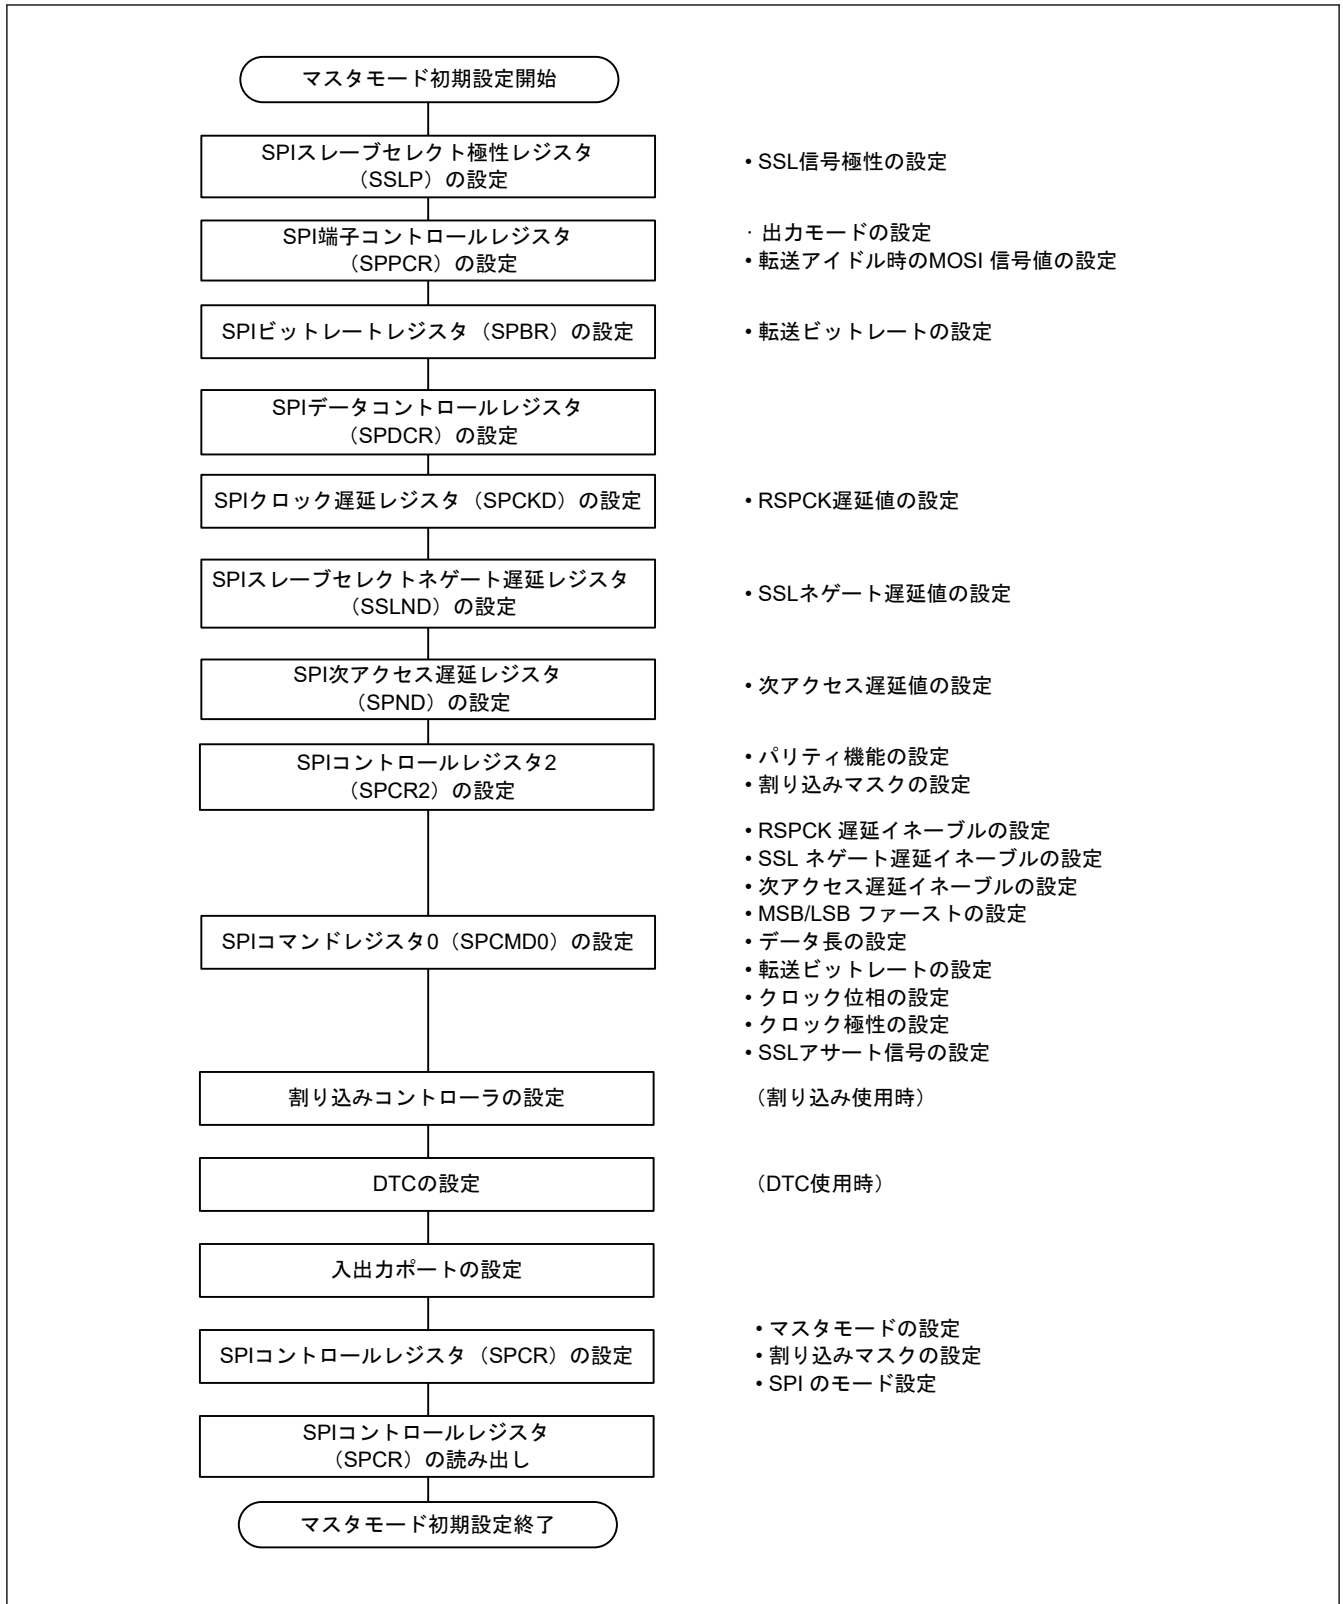 マスタモード初期設定開始
SPIスレーブセレクト極性レジスタ
（SSLP）の設定
• SSL信号極性の設定
SPI端子コントロールレジスタ
（SPPCR）の設定
· 出力モードの設定
• 転送アイドル時のMOSI 信号値の設定
SPIビットレートレジスタ（SPBR）の設定
• 転送ビットレートの設定
SPIデータコントロールレジスタ
（SPDCR）の設定
SPIクロック遅延レジスタ（SPCKD）の設定
• RSPCK遅延値の設定
SPIスレーブセレクトネゲート遅延レジスタ
（SSLND）の設定
• SSLネゲート遅延値の設定
SPI次アクセス遅延レジスタ
（SPND）の設定
• 次アクセス遅延値の設定
SPIコントロールレジスタ2
（SPCR2）の設定
• パリティ機能の設定
• 割り込みマスクの設定
SPIコマンドレジスタ0（SPCMD0）の設定
• RSPCK 遅延イネーブルの設定
• SSL ネゲート遅延イネーブルの設定
• 次アクセス遅延イネーブルの設定
• MSB/LSB ファーストの設定
• データ長の設定
• 転送ビットレートの設定
• クロック位相の設定
• クロック極性の設定
• SSLアサート信号の設定
割り込みコントローラの設定
（割り込み使用時）
DTCの設定
（DTC使用時）
入出力ポートの設定
SPIコントロールレジスタ（SPCR）の設定
• マスタモードの設定
• 割り込みマスクの設定
• SPI のモード設定
SPIコントロールレジスタ
（SPCR）の読み出し
マスタモード初期設定終了